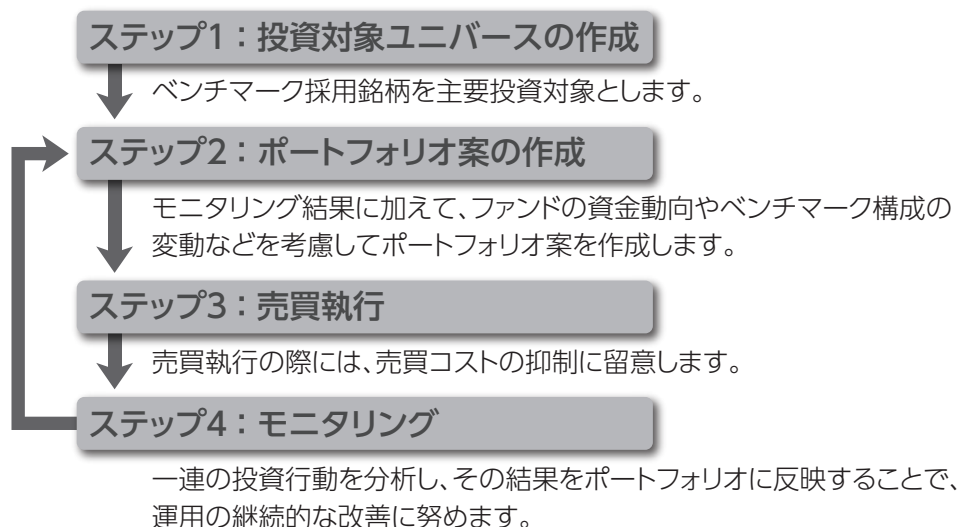 ステップ1：投資対象ユニバースの作成
ベンチマーク採用銘柄を主要投資対象とします。
ステップ2：ポートフォリオ案の作成
モニタリング結果に加えて、ファンドの資金動向やベンチマーク構成の
変動などを考慮してポートフォリオ案を作成します。
ステップ3：売買執行
売買執行の際には、売買コストの抑制に留意します。
ステップ4：モニタリング
一連の投資行動を分析し、その結果をポートフォリオに反映することで、
運用の継続的な改善に努めます。